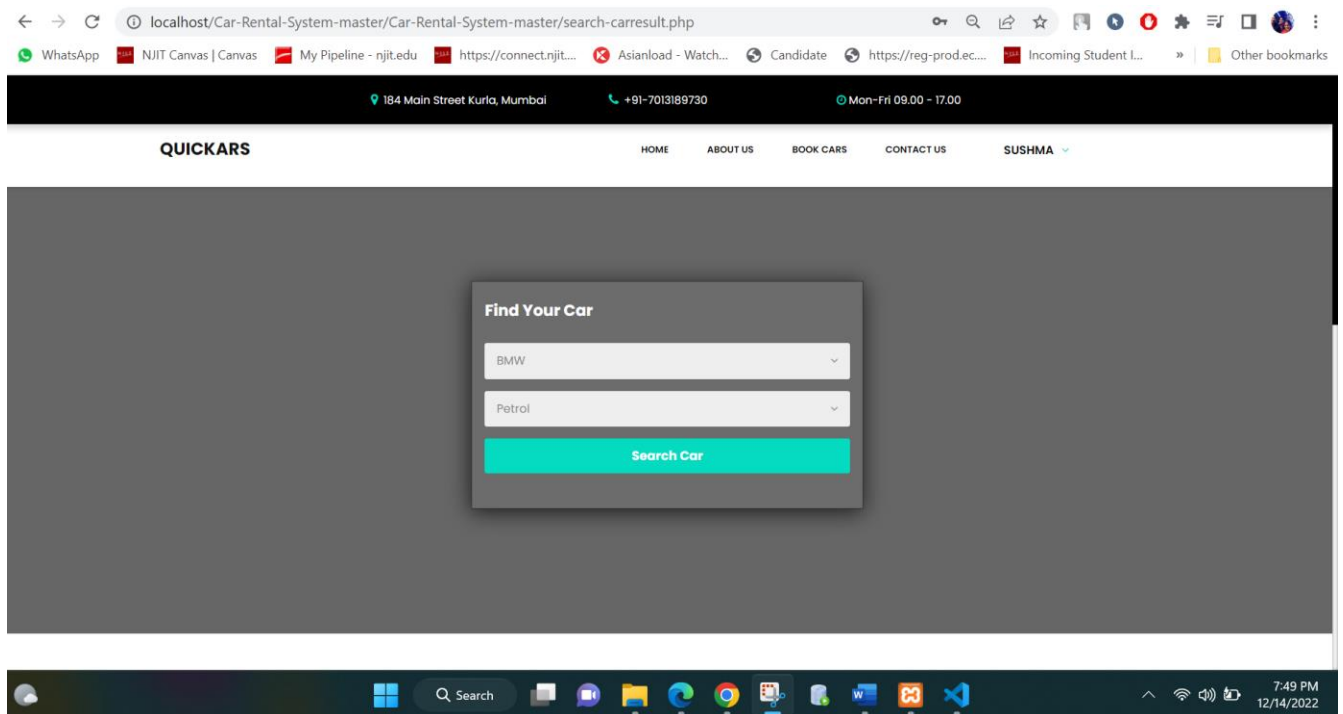 localhost/Car-Rental-System-master/Car-Rental-System-master/search-carresult.php
WhatsApp NJIT Canvas | Canvas My Pipeline - njit.edu https://connect.njit.... Asianload - Watch... Candidate https://reg-prod.ec.... Incoming Student I... » Other bookmarks
184 Main Street Kurla, Mumbai +91-7013189730 Mon-Fri 09.00 - 17.00
QUICKARS HOME ABOUT US BOOK CARS CONTACT US SUSHMA
Find Your Car
BMW
Petrol
Search Car
Search
7:49 PM
12/14/2022